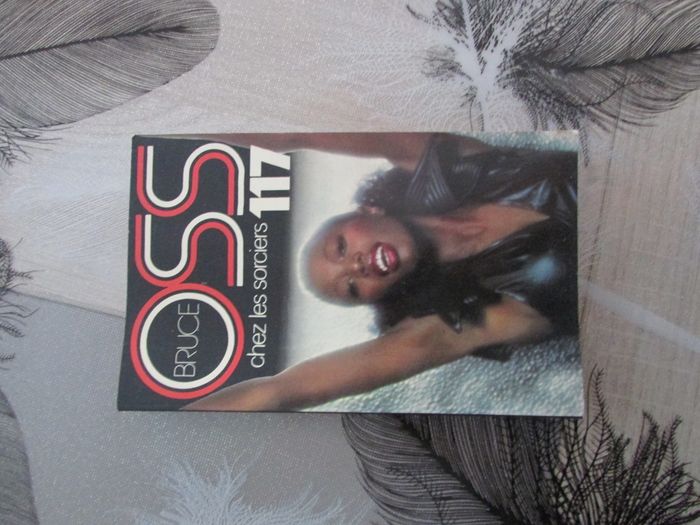 OSS
BRUCE
117
chez les sorciers